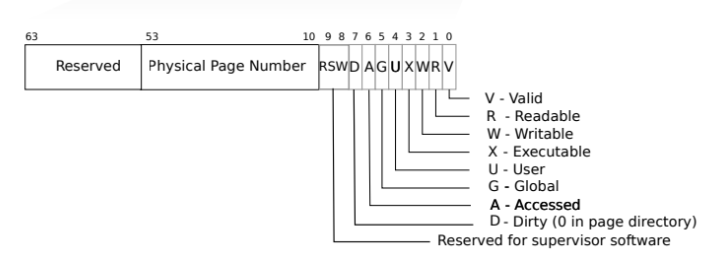 63 53 10 9 8 7 6 5 4 3 2 1 0
Reserved Physical Page Number RSW D A G U X W R V
V - Valid
R - Readable
W - Writable
X - Executable
U - User
G - Global
A - Accessed
D - Dirty (0 in page directory)
Reserved for supervisor software